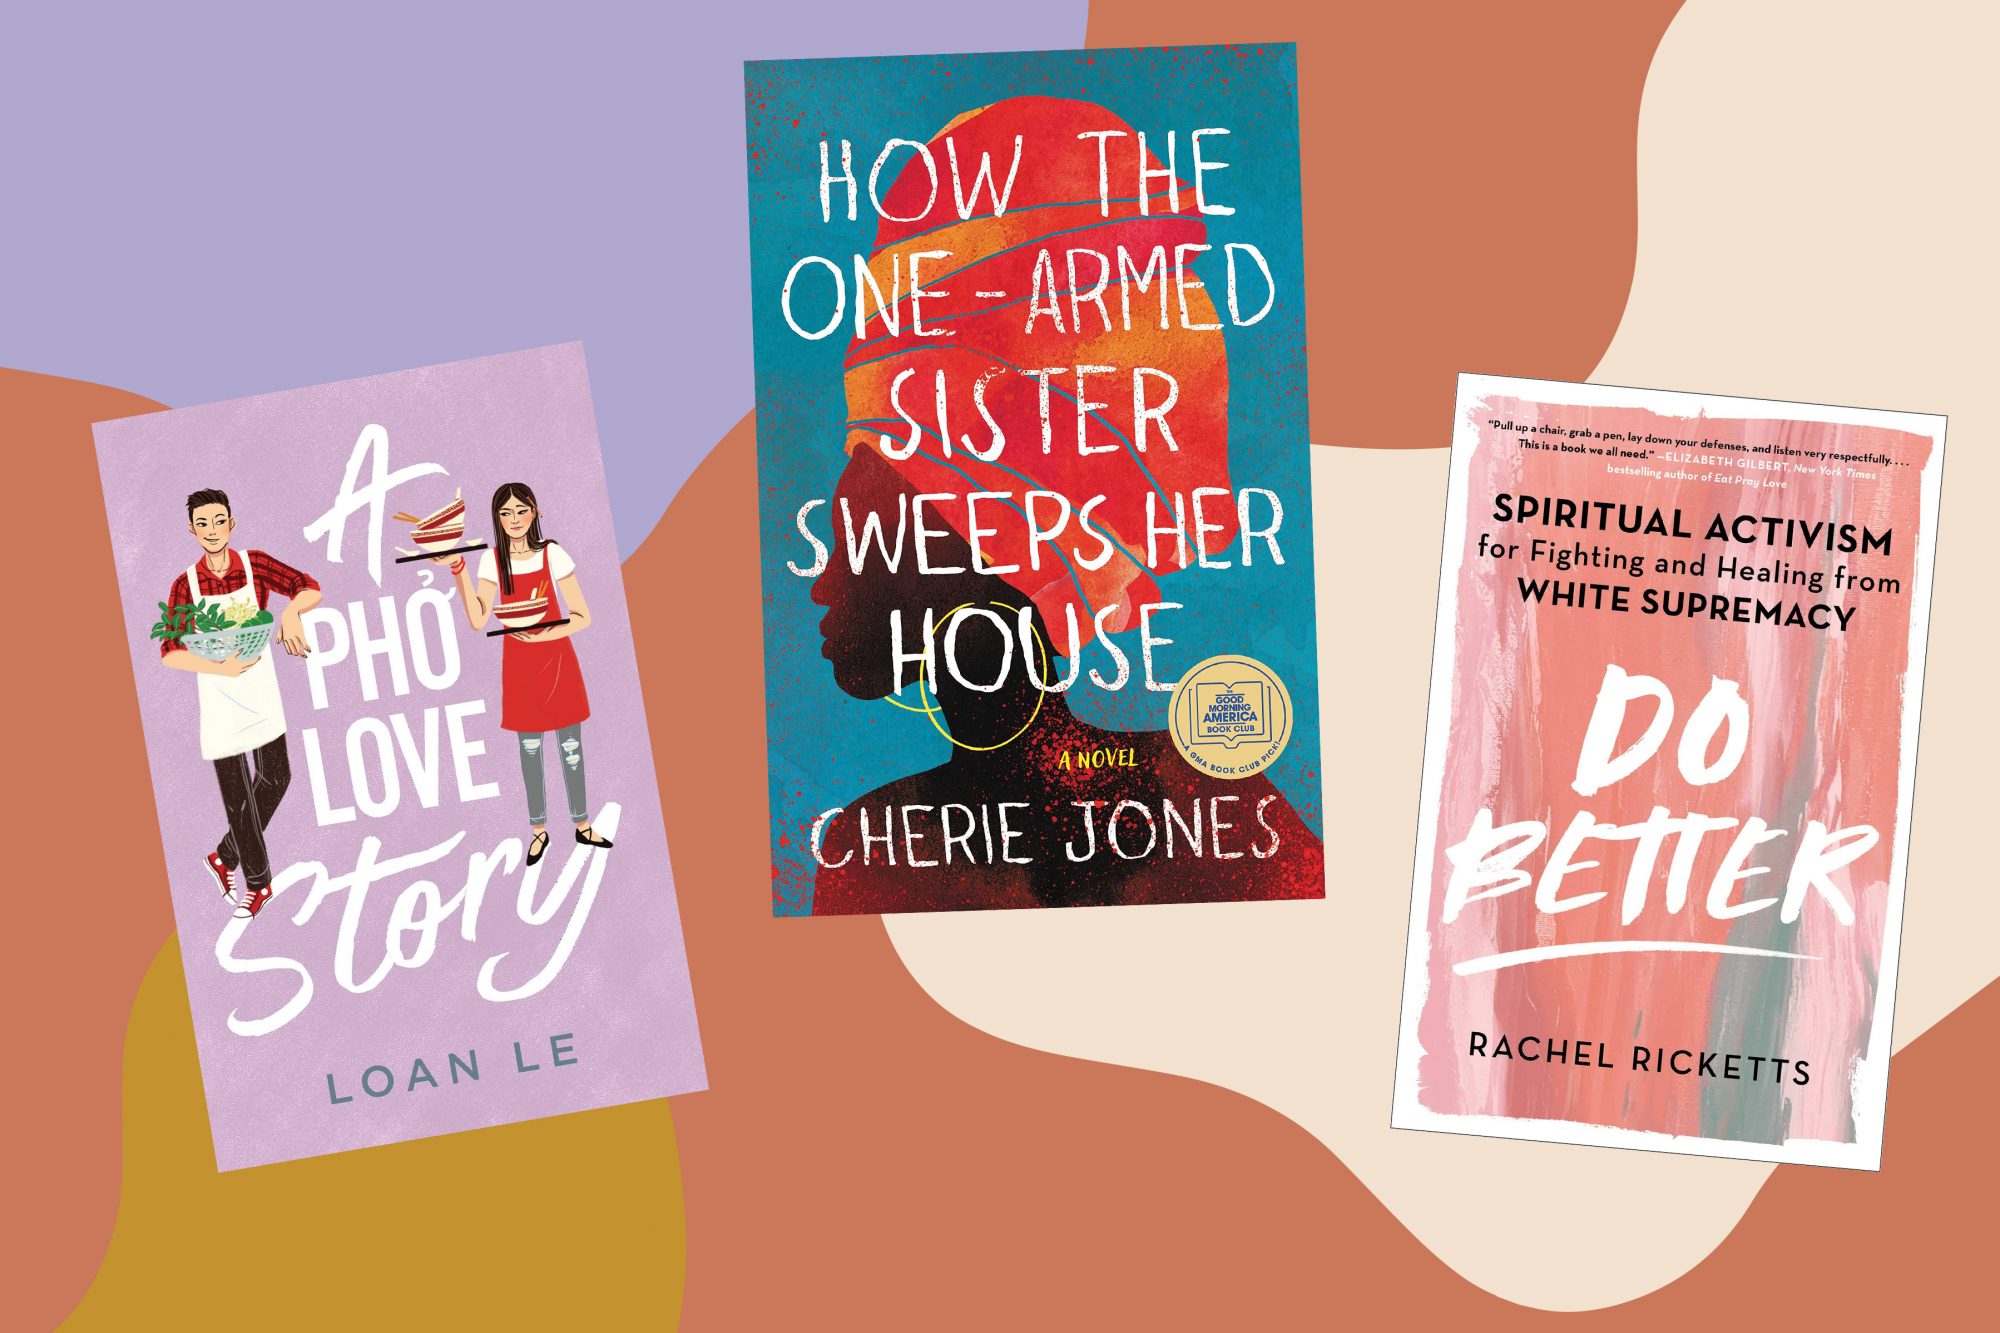 A
PHỞ
LOVE
Story
LOAN LE
HOW THE
ONE-ARMED
SISTER
SWEEPS HER
HOUSE
THE
GOOD
MORNING
AMERICA
BOOK CLUB
A GMA BOOK CLUB PICK!
A NOVEL
CHERIE JONES
“Pull up a chair, grab a pen, lay down your defenses, and listen very respectfully. . . .
This is a book we all need.” —ELIZABETH GILBERT, New York Times
bestselling author of Eat Pray Love
SPIRITUAL ACTIVISM
for Fighting and Healing from
WHITE SUPREMACY
DO
BETTER
RACHEL RICKETTS